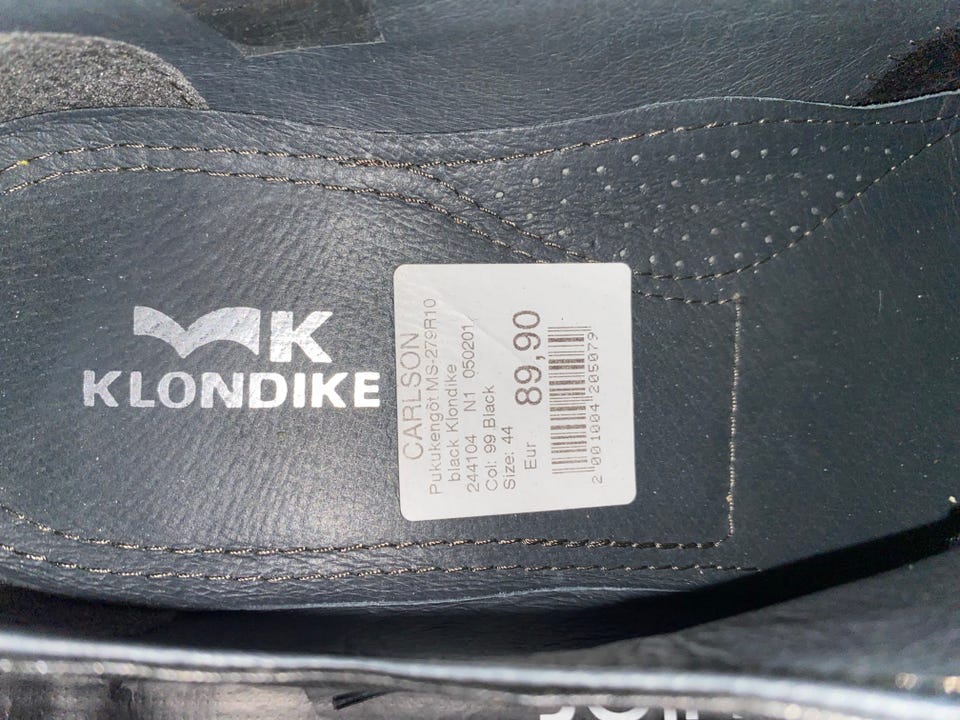 K
KLONDIKE
CARLSON
Pukukengät MS-279R10
black Klondike
244104 N1 050201
Col: 99 Black
Size: 44
Eur 89,90
2 001004 205079